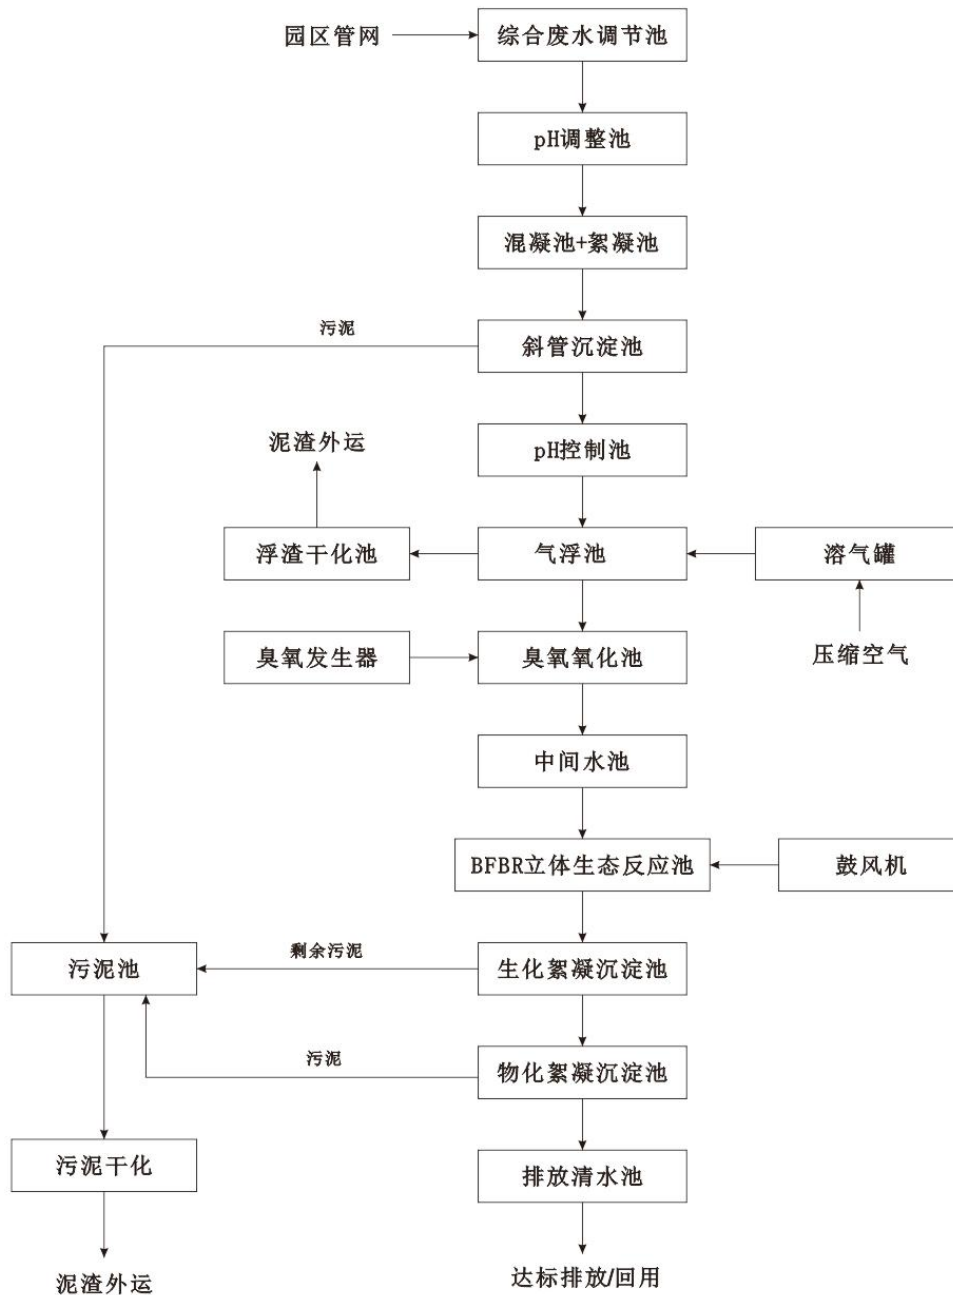 园区管网
综合废水调节池
pH调整池
混凝池+絮凝池
污泥
斜管沉淀池
泥渣外运
pH控制池
浮渣干化池
气浮池
溶气罐
臭氧发生器
臭氧氧化池
压缩空气
中间水池
BFBR立体生态反应池
鼓风机
污泥池
剩余污泥
生化絮凝沉淀池
污泥
物化絮凝沉淀池
污泥干化
排放清水池
泥渣外运
达标排放/回用